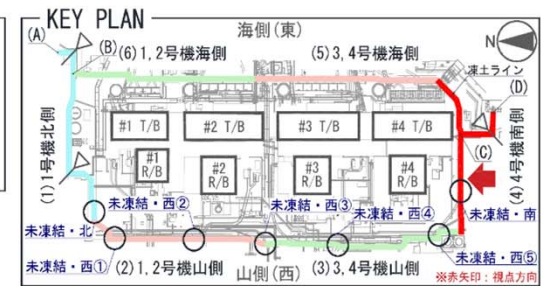 KEY PLAN
海側(東)
(A)
(B)
(6)1,2号機海側
(5)3,4号機海側
N
凍土ライン
(D)
#1 T/B
#2 T/B
#3 T/B
#4 T/B
(1)1号機北側
(C)
(4)4号機南側
#1
R/B
#2
R/B
#3
R/B
#4
R/B
未凍結・西②
未凍結・西③
未凍結・西④
未凍結・南
未凍結・北
未凍結・西①
(2)1,2号機山側
山側(西)
(3)3,4号機山側
未凍結・西⑤
※赤矢印:視点方向